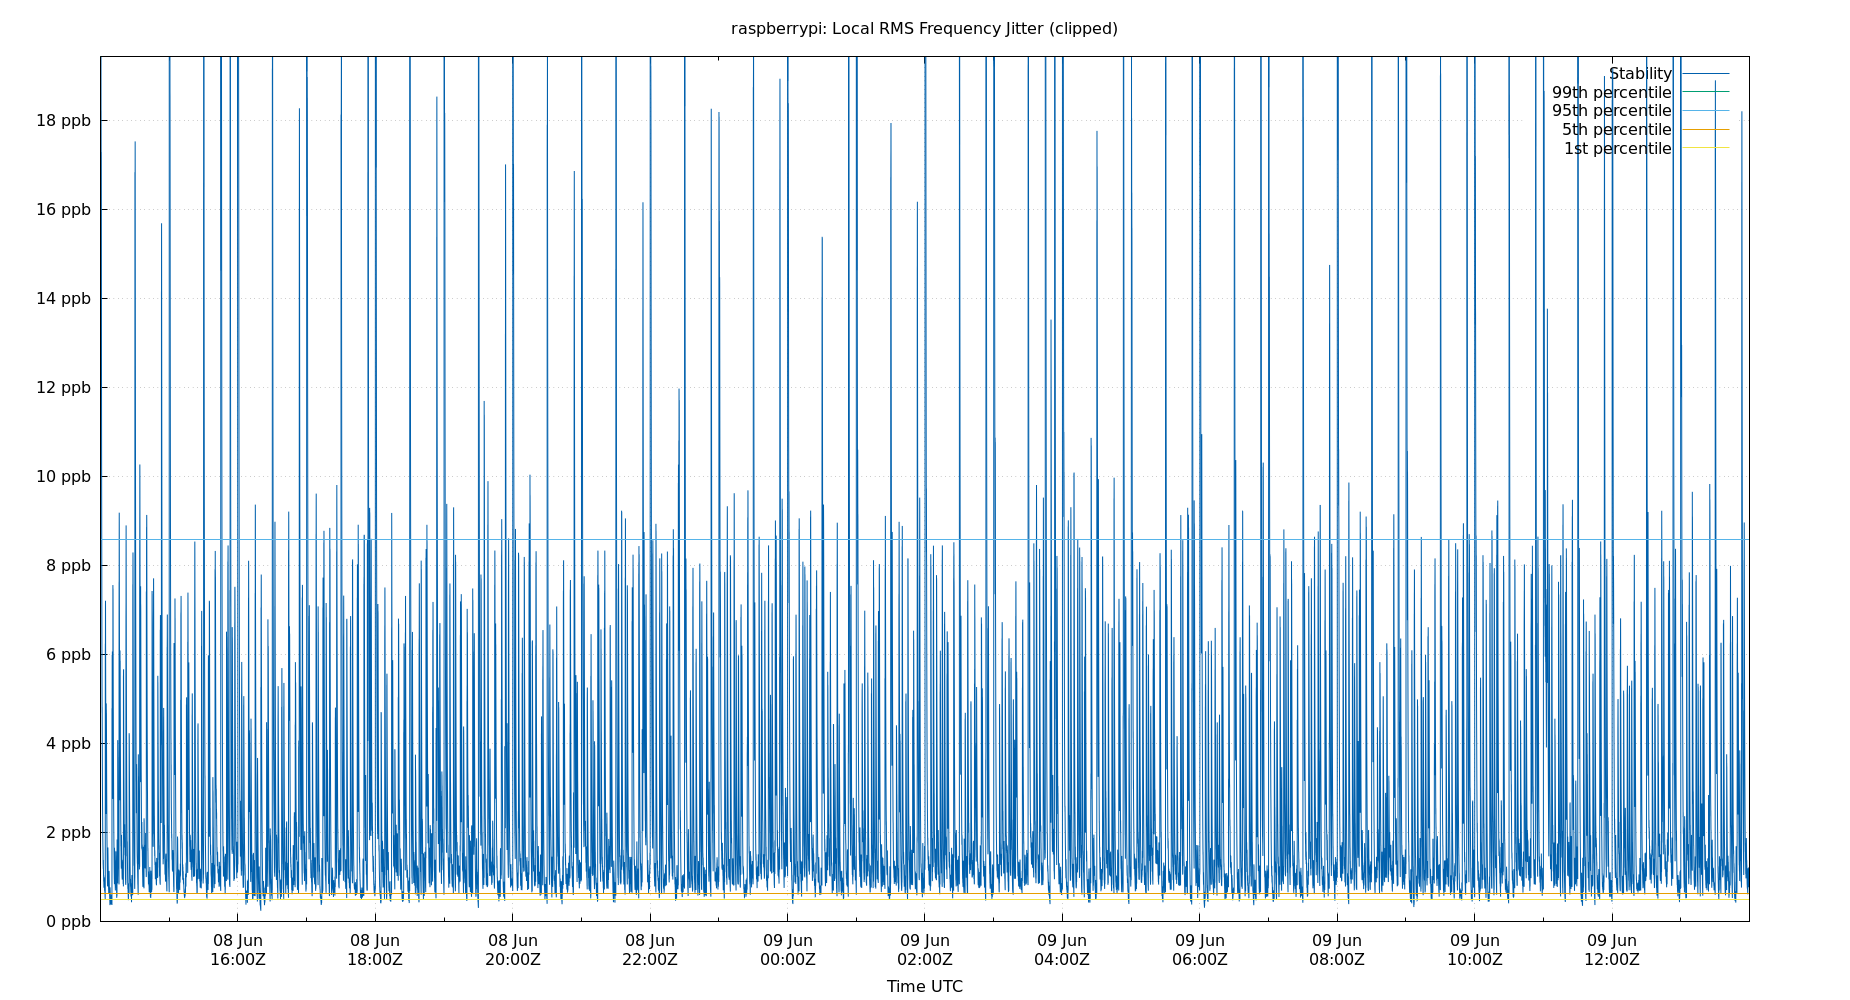 raspberrypi: Local RMS Frequency Jitter (clipped)
Stability
99th percentile
95th percentile
5th percentile
1st percentile
18 ppb
16 ppb
14 ppb
12 ppb
10 ppb
8 ppb
6 ppb
4 ppb
2 ppb
0 ppb
08 Jun 08 Jun 08 Jun 08 Jun 09 Jun 09 Jun 09 Jun 09 Jun 09 Jun 09 Jun 09 Jun
16:00Z 18:00Z 20:00Z 22:00Z 00:00Z 02:00Z 04:00Z 06:00Z 08:00Z 10:00Z 12:00Z
Time UTC